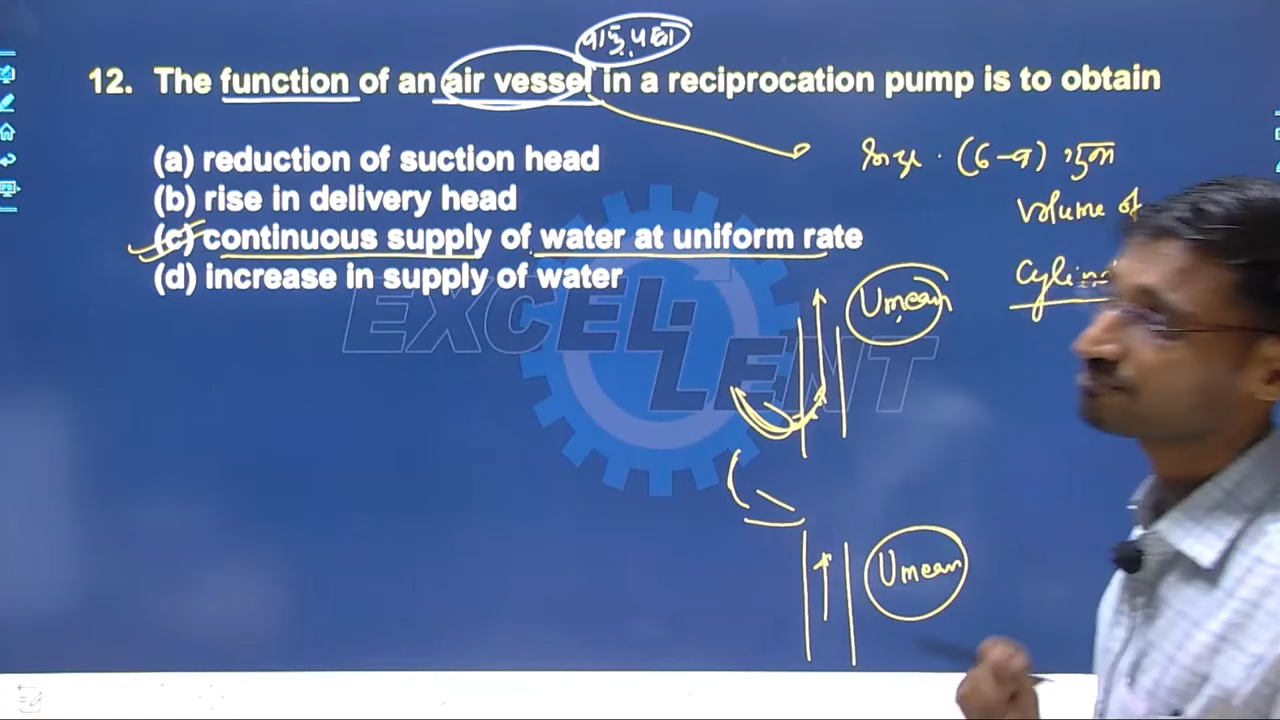 12. The function of an air vessel in a reciprocation pump is to obtain
(a) reduction of suction head
(b) rise in delivery head
(c) continuous supply of water at uniform rate
(d) increase in supply of water
(6-9)
Volume of
Umean
Umean
EXCELLENT